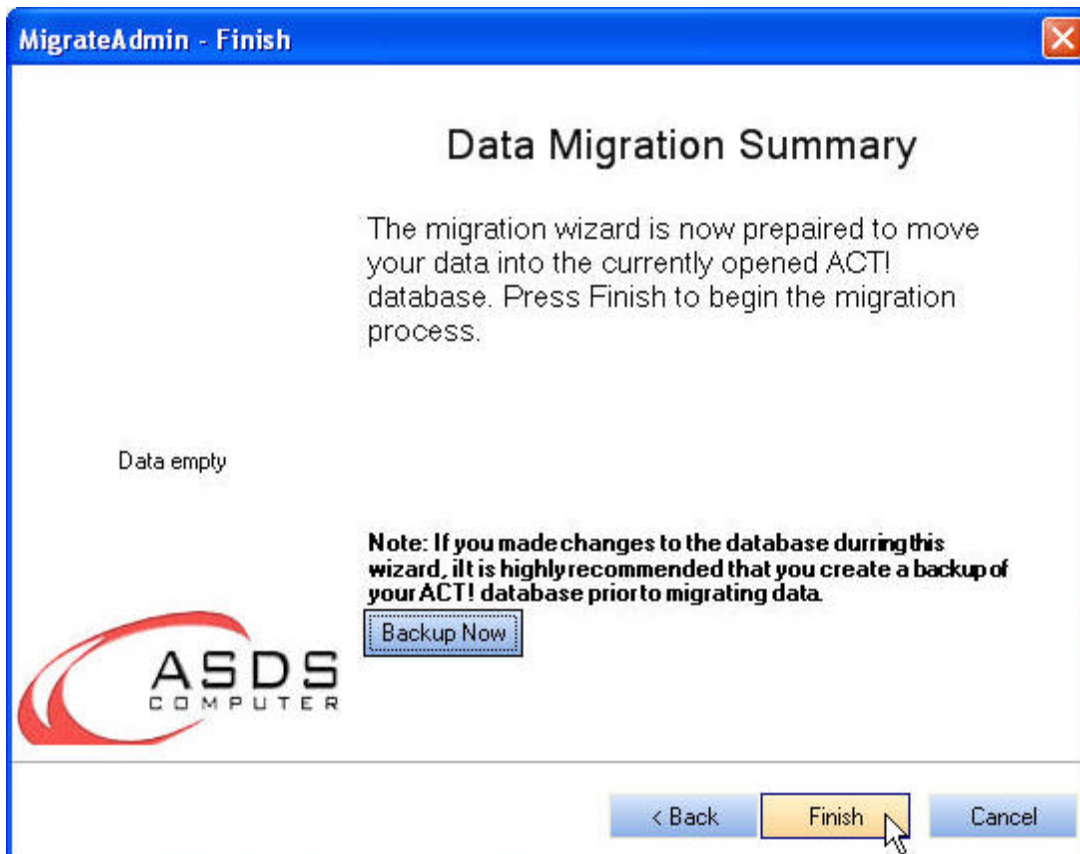 MigrateAdmin - Finish
Data Migration Summary
The migration wizard is now prepaired to move
your data into the currently opened ACT!
database. Press Finish to begin the migration
process.
Data empty
Note: If you made changes to the database durring this
wizard, iIt is highly recommended that you create a backup of
your ACT! database prior to migrating data.
Backup Now
ASDS
COMPUTER
< Back
Finish
Cancel